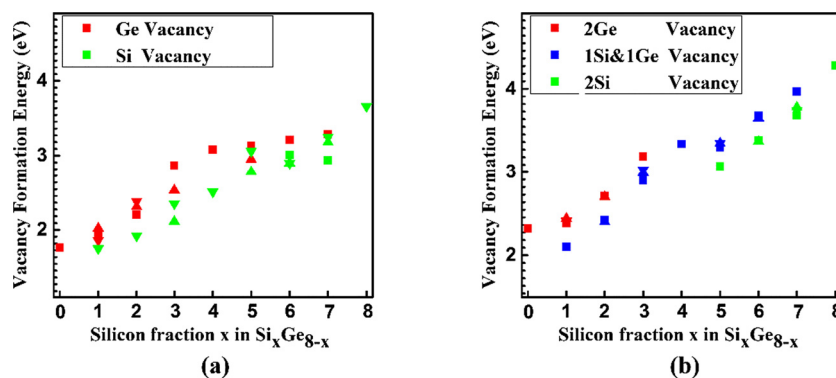 Ge Vacancy
Si Vacancy
Vacancy Formation Energy (eV)
4
3
2
0 1 2 3 4 5 6 7 8
Silicon fraction x in SixGe8-x
(a)
2Ge Vacancy
1Si&1Ge Vacancy
2Si Vacancy
Vacancy Formation Energy (eV)
4
3
2
0 1 2 3 4 5 6 7 8
Silicon fraction x in SixGe8-x
(b)